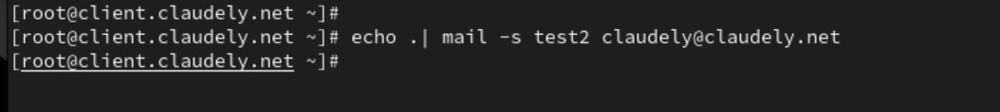 [root@client.claudely.net ~]#
[root@client.claudely.net ~]# echo .| mail -s test2 claudely@claudely.net
[root@client.claudely.net ~]#